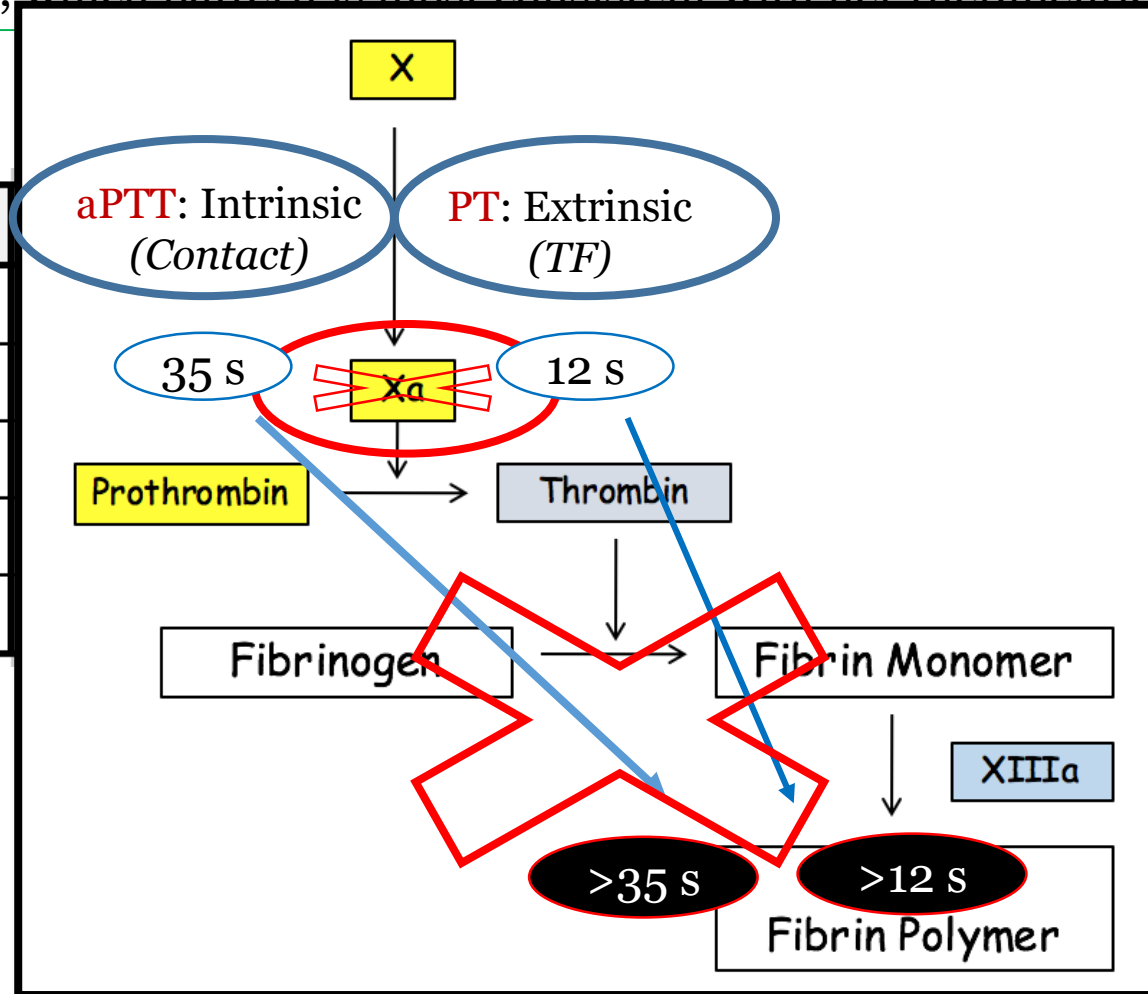 ,
X
aPTT: Intrinsic
(Contact)
PT: Extrinsic
(TF)
35 s
Xa
12 s
Prothrombin
Thrombin
Fibrinogen
Fibrin Monomer
XIIIa
>35 s
>12 s
Fibrin Polymer